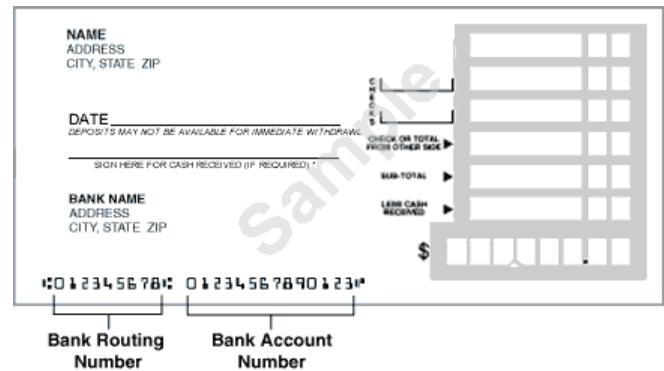 NAME
ADDRESS
CITY, STATE ZIP
DATE
DEPOSITS MAY NOT BE AVAILABLE FOR IMMEDIATE WITHDRAWL
SIGN HERE FOR CASH RECEIVED (IF REQUIRED) *
BANK NAME
ADDRESS
CITY, STATE ZIP
CHECKS
CHECK OR TOTAL
FROM OTHER SIDE
SUB-TOTAL
LESS CASH
RECEIVED
$ .
Sample
⑆012345678⑆ 01234567890123⑈
Bank Routing Number
Bank Account Number